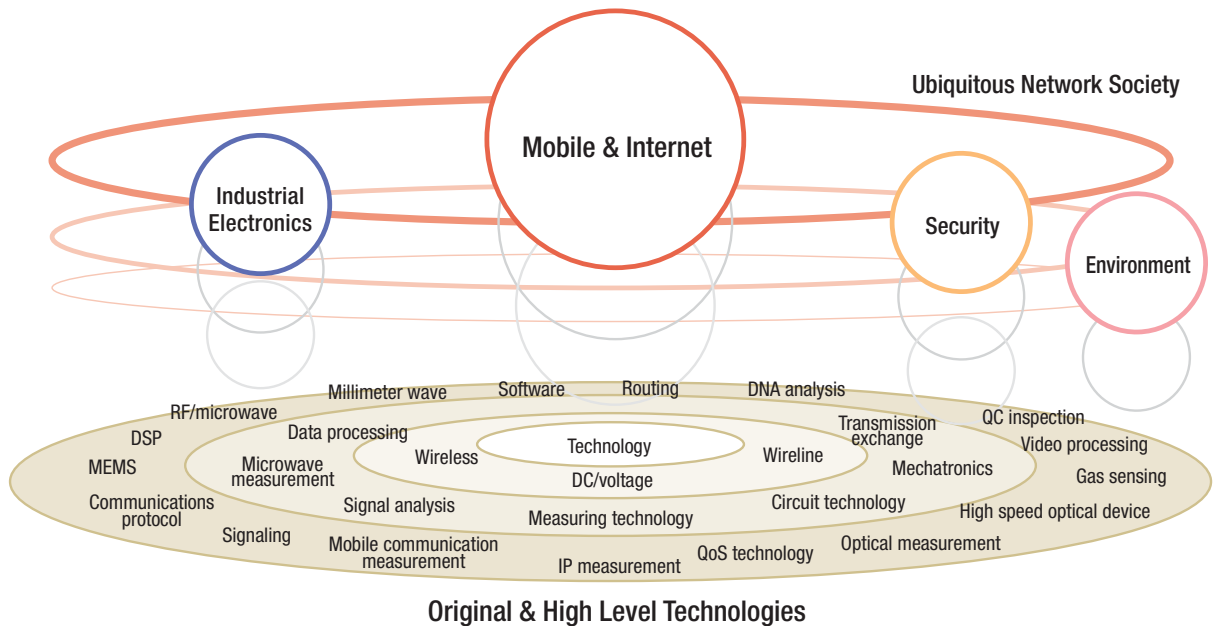 Ubiquitous Network Society
Mobile & Internet
Industrial
Electronics
Security
Environment
Millimeter wave
Software
Routing
DNA analysis
RF/microwave
QC inspection
DSP
Data processing
Transmission
exchange
Video processing
MEMS
Microwave
measurement
Wireless
Technology
Wireline
Mechatronics
Gas sensing
DC/voltage
Communications
protocol
Signal analysis
Measuring technology
Circuit technology
High speed optical device
Signaling
Mobile communication
measurement
IP measurement
QoS technology
Optical measurement
Original & High Level Technologies